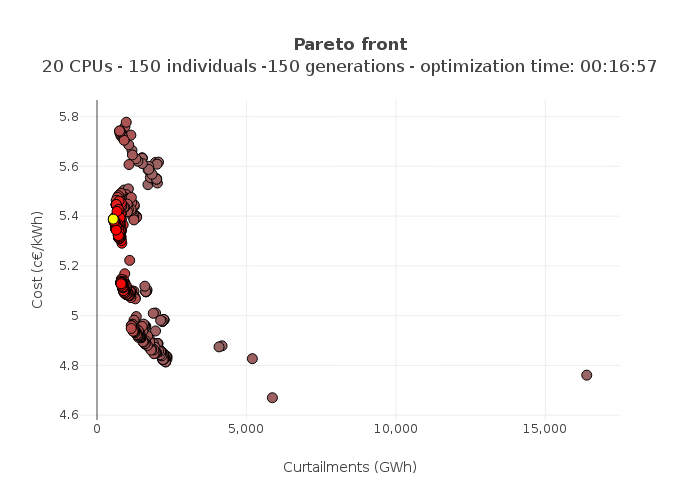 Pareto front
20 CPUs - 150 individuals -150 generations - optimization time: 00:16:57
5.8
5.6
5.4
5.2
5
4.8
4.6
Cost (c€/kWh)
0
5,000
10,000
15,000
Curtailments (GWh)